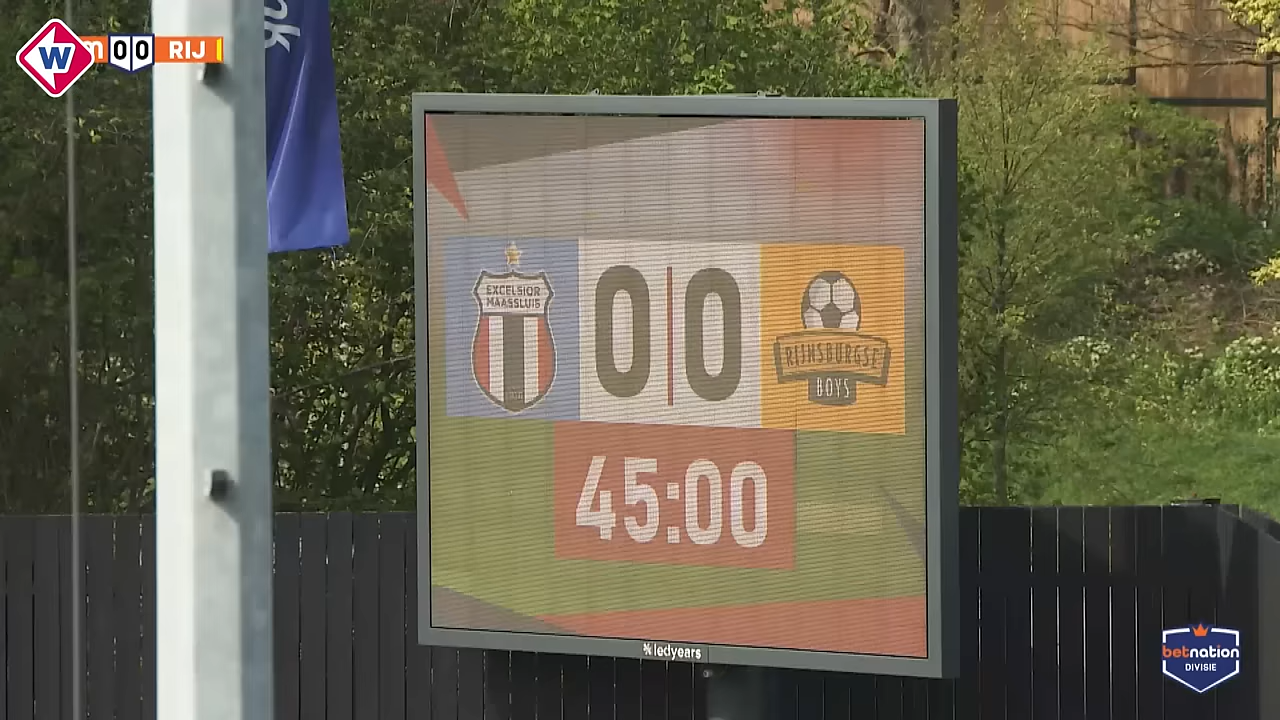 W
m 0 0 RIJ
EXCELSIOR
MAASSLUIS
0 0
RIJNSBURGSE
BOYS
45:00
ledyears
betnation
DIVISIE